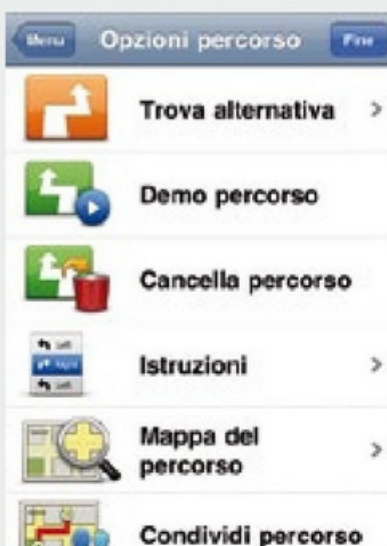 Menu Opzioni percorso Fine
Trova alternativa
Demo percorso
Cancella percorso
Istruzioni
Mappa del
percorso
Condividi percorso